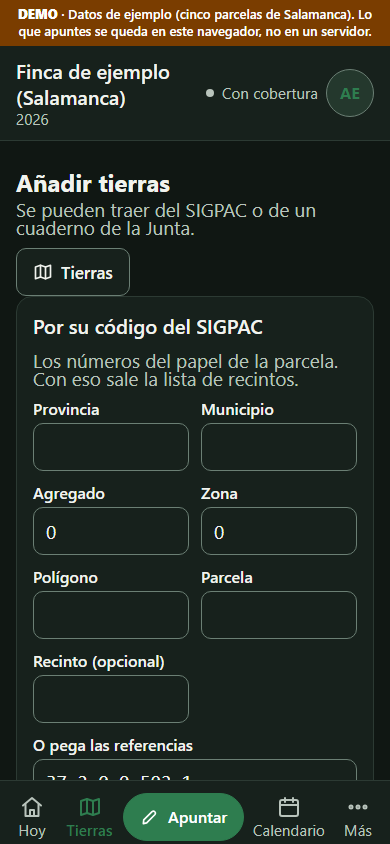 DEMO · Datos de ejemplo (cinco parcelas de Salamanca). Lo
que apuntes se queda en este navegador, no en un servidor.
Finca de ejemplo
(Salamanca)
2026
Con cobertura
AE
Añadir tierras
Se pueden traer del SIGPAC o de un
cuaderno de la Junta.
Tierras
Por su código del SIGPAC
Los números del papel de la parcela.
Con eso sale la lista de recintos.
Provincia
Municipio
Agregado
Zona
0
0
Polígono
Parcela
Recinto (opcional)
O pega las referencias
Hoy
Tierras
Apuntar
Calendario
Más